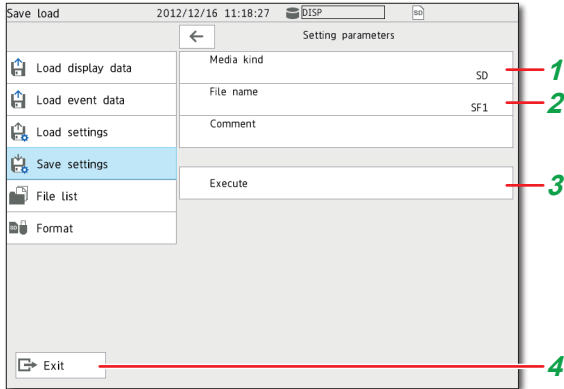 Save load 2012/12/16 11:18:27 DISP SD
Setting parameters
Media kind
SD
1
Load display data
File name
SF1
2
Load event data
Comment
Load settings
Save settings
Execute
3
File list
SD Format
Exit
4